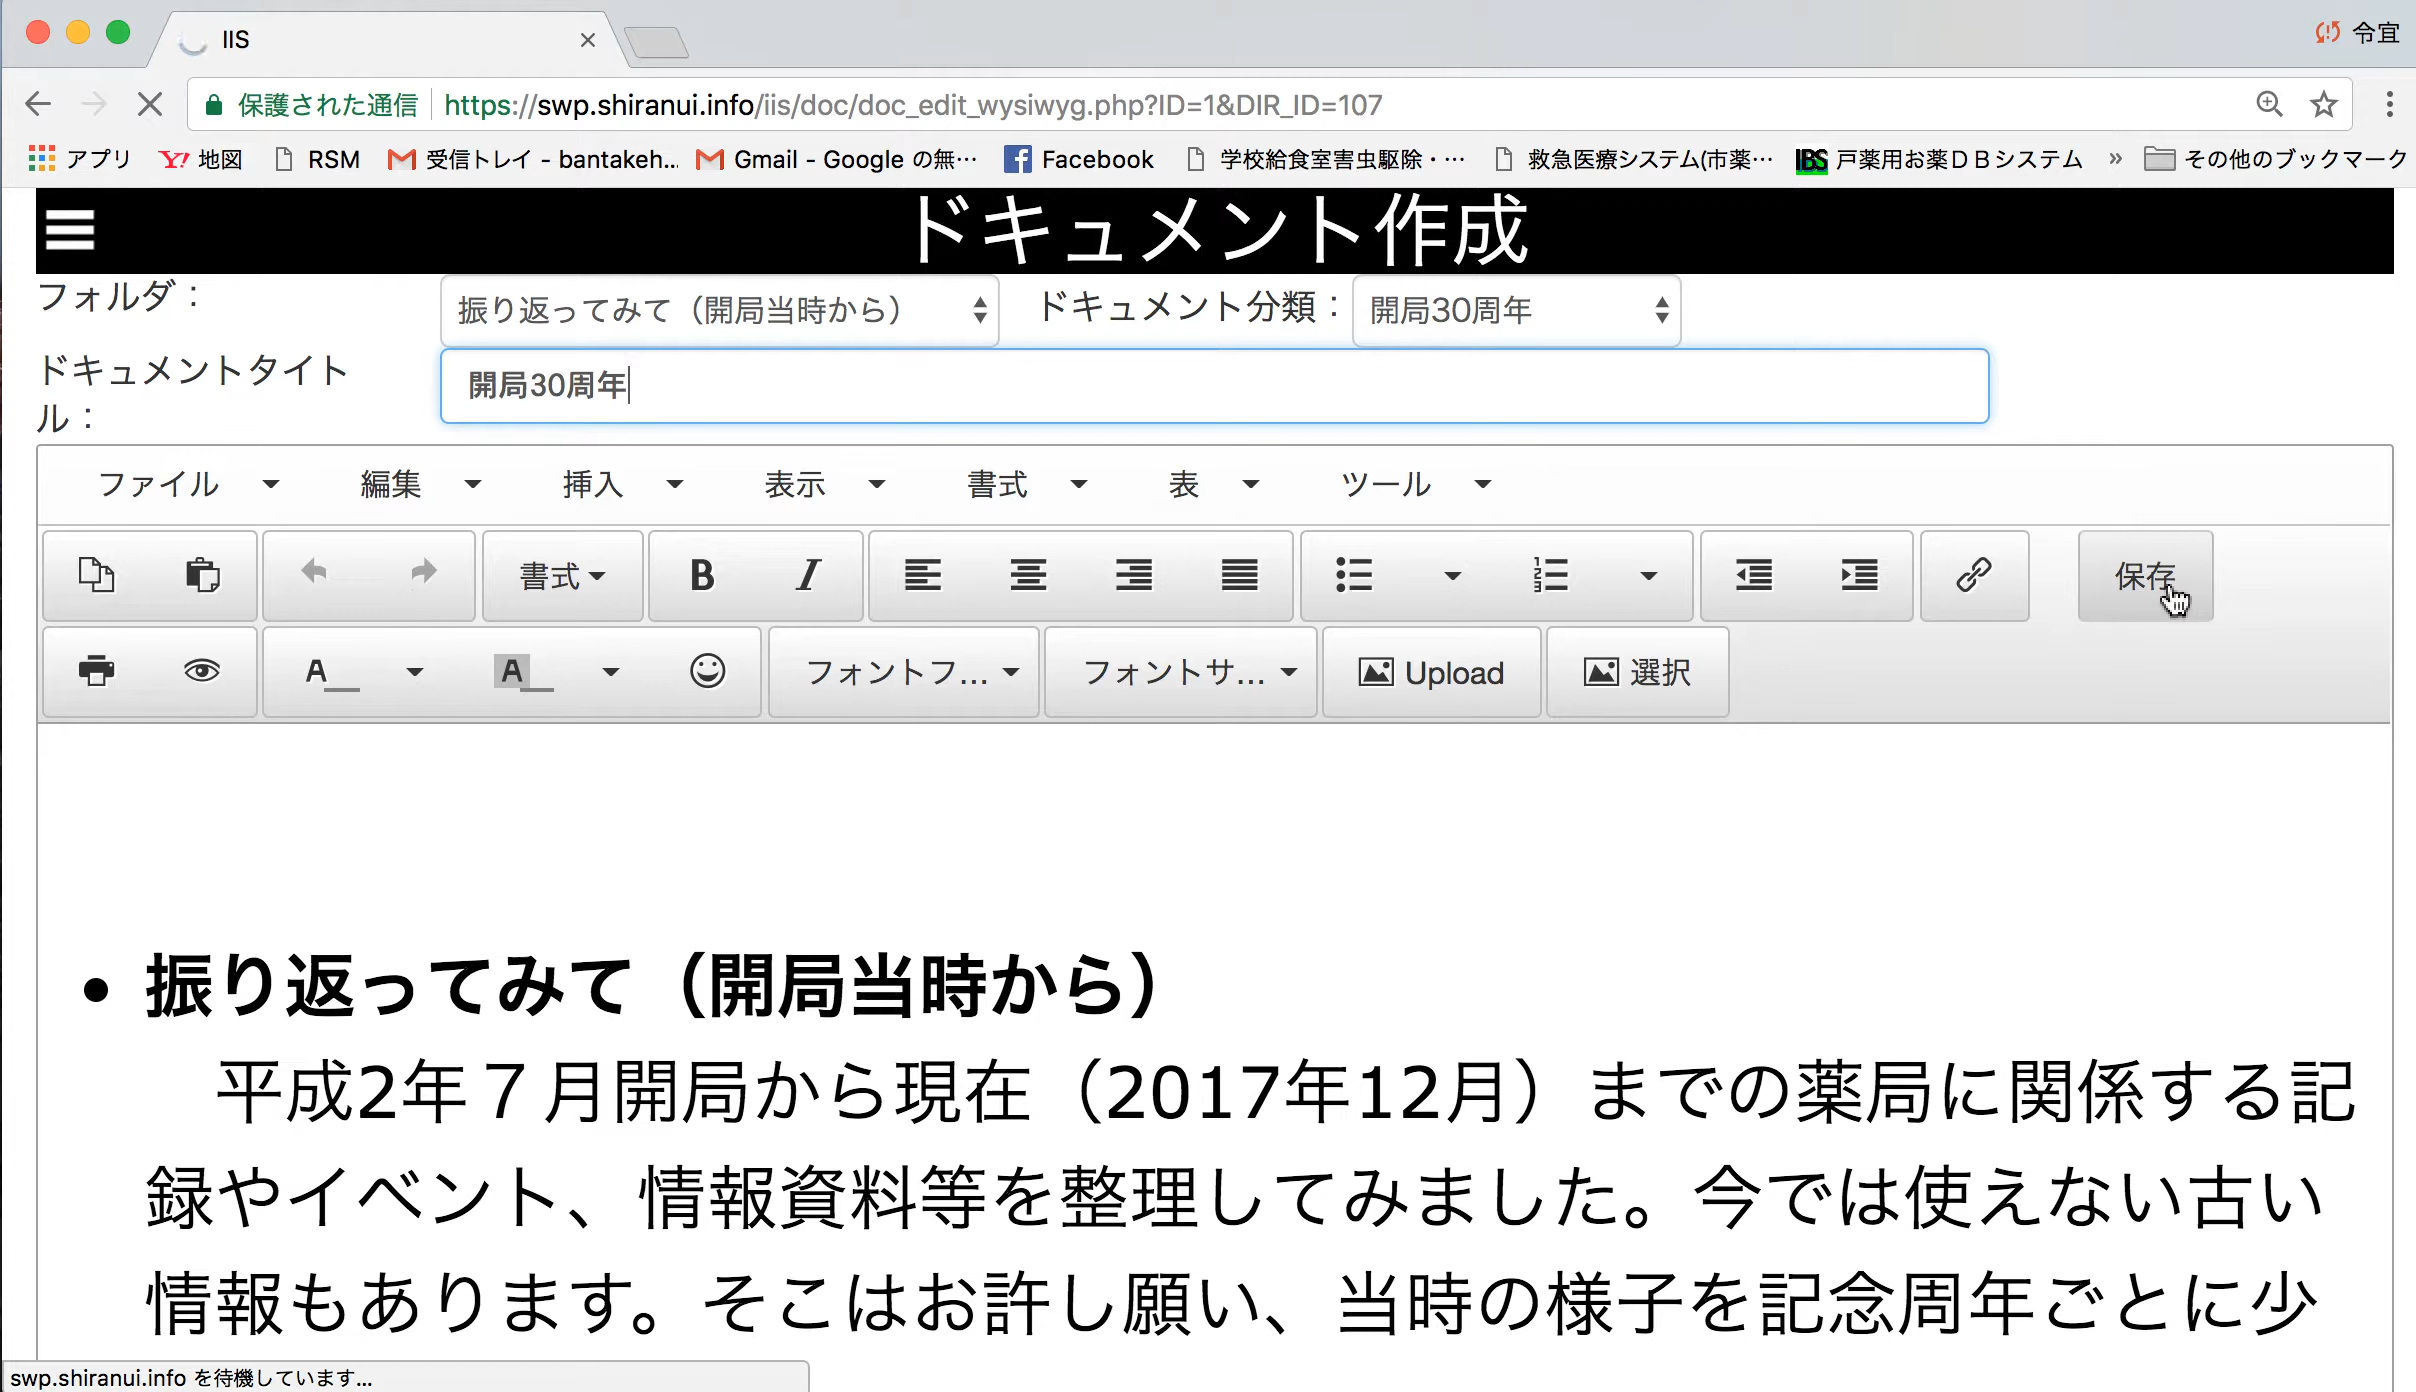 IIS
令宜
保護された通信 https://swp.shiranui.info/iis/doc/doc_edit_wysiwyg.php?ID=1&DIR_ID=107
アプリ Y! 地図 RSM 受信トレイ - bantakeh... Gmail - Google の無… Facebook 学校給食室害虫駆除・… 救急医療システム(市薬… IBS 戸薬用お薬ＤＢシステム » その他のブックマーク
ドキュメント作成
フォルダ： 振り返ってみて（開局当時から） ドキュメント分類： 開局30周年
ドキュメントタイト
ル： 開局30周年
ファイル 編集 挿入 表示 書式 表 ツール
書式 B I 保存
A A フォントフ... フォントサ... Upload 選択
• 振り返ってみて（開局当時から）
平成2年７月開局から現在（2017年12月）までの薬局に関係する記
録やイベント、情報資料等を整理してみました。今では使えない古い
情報もあります。そこはお許し願い、当時の様子を記念周年ごとに少
swp.shiranui.info を待機しています...